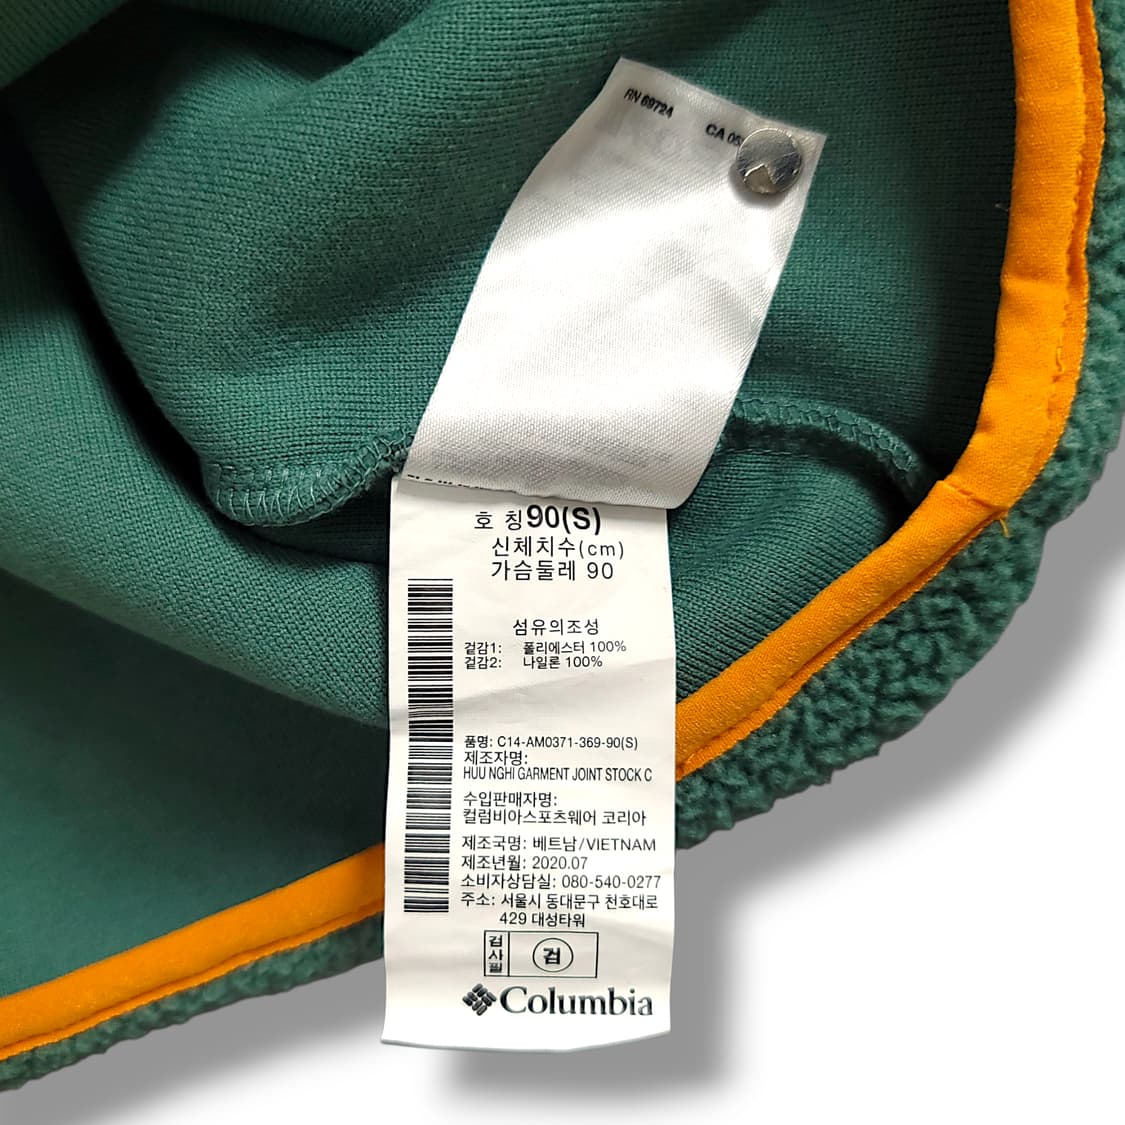 RN 69724
CA 05
호 칭90(S)
신체치수(cm)
가슴둘레 90
섬유의조성
겉감1: 폴리에스터 100%
겉감2: 나일론 100%
품명: C14-AM0371-369-90(S)
제조자명:
HUU NGHI GARMENT JOINT STOCK C
수입판매자명:
컬럼비아스포츠웨어 코리아
제조국명: 베트남/VIETNAM
제조년월: 2020.07
소비자상담실: 080-540-0277
주소: 서울시 동대문구 천호대로
429 대성타워
검사필
검
Columbia